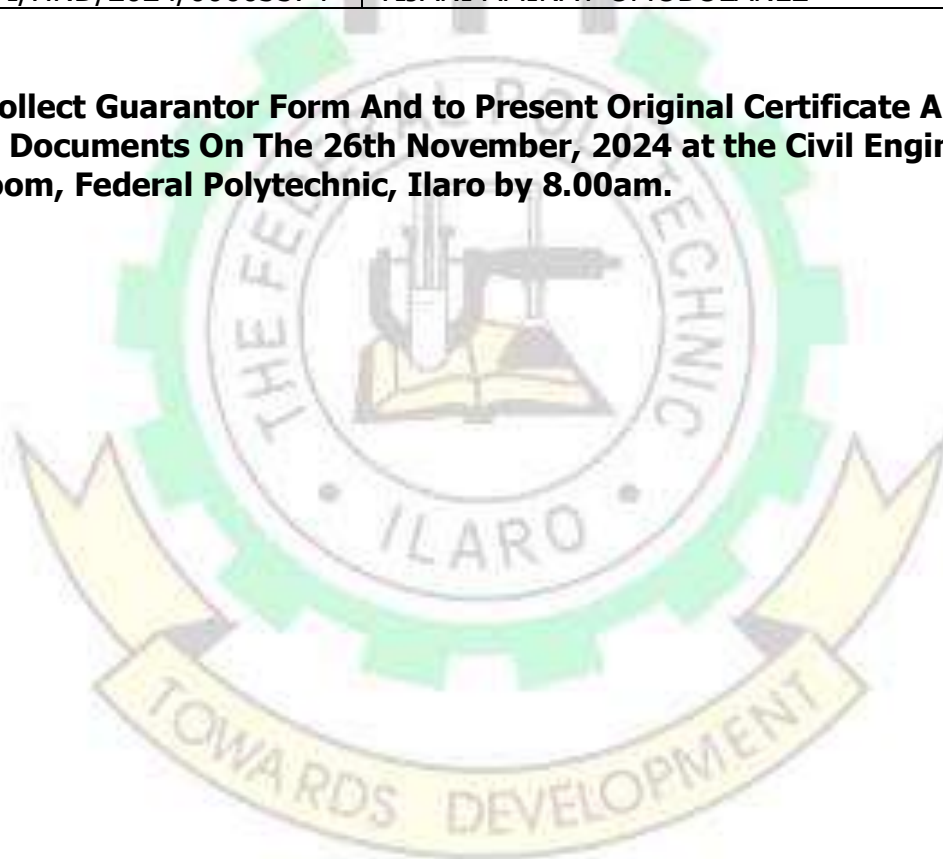 ollect Guarantor Form And to Present Original Certificate A
Documents On The 26th November, 2024 at the Civil Engin
oom, Federal Polytechnic, Ilaro by 8.00am.
THE FEDERAL POLYTECHNIC
ILARO
TOWARDS DEVELOPMENT